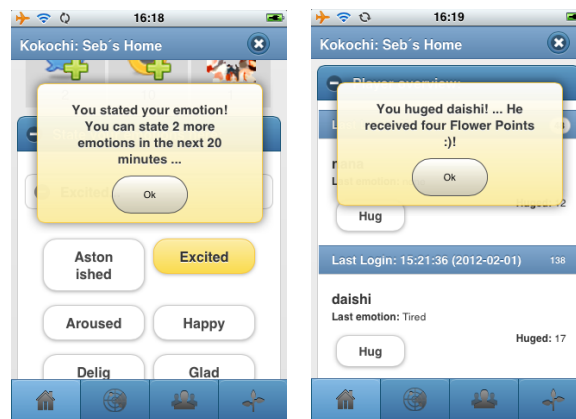 16:18
Kokochi: Seb´s Home
You stated your emotion!
You can state 2 more
emotions in the next 20
minutes ...
Ok
Excited
Aston
ished
Excited
Aroused
Happy
Delig
Glad
16:19
Kokochi: Seb´s Home
Player overview
You huged daishi! ... He
received four Flower Points
:)!
Ok
Hug
Huged: 12
Last Login: 15:21:36 (2012-02-01)
138
daishi
Last emotion: Tired
Huged: 17
Hug